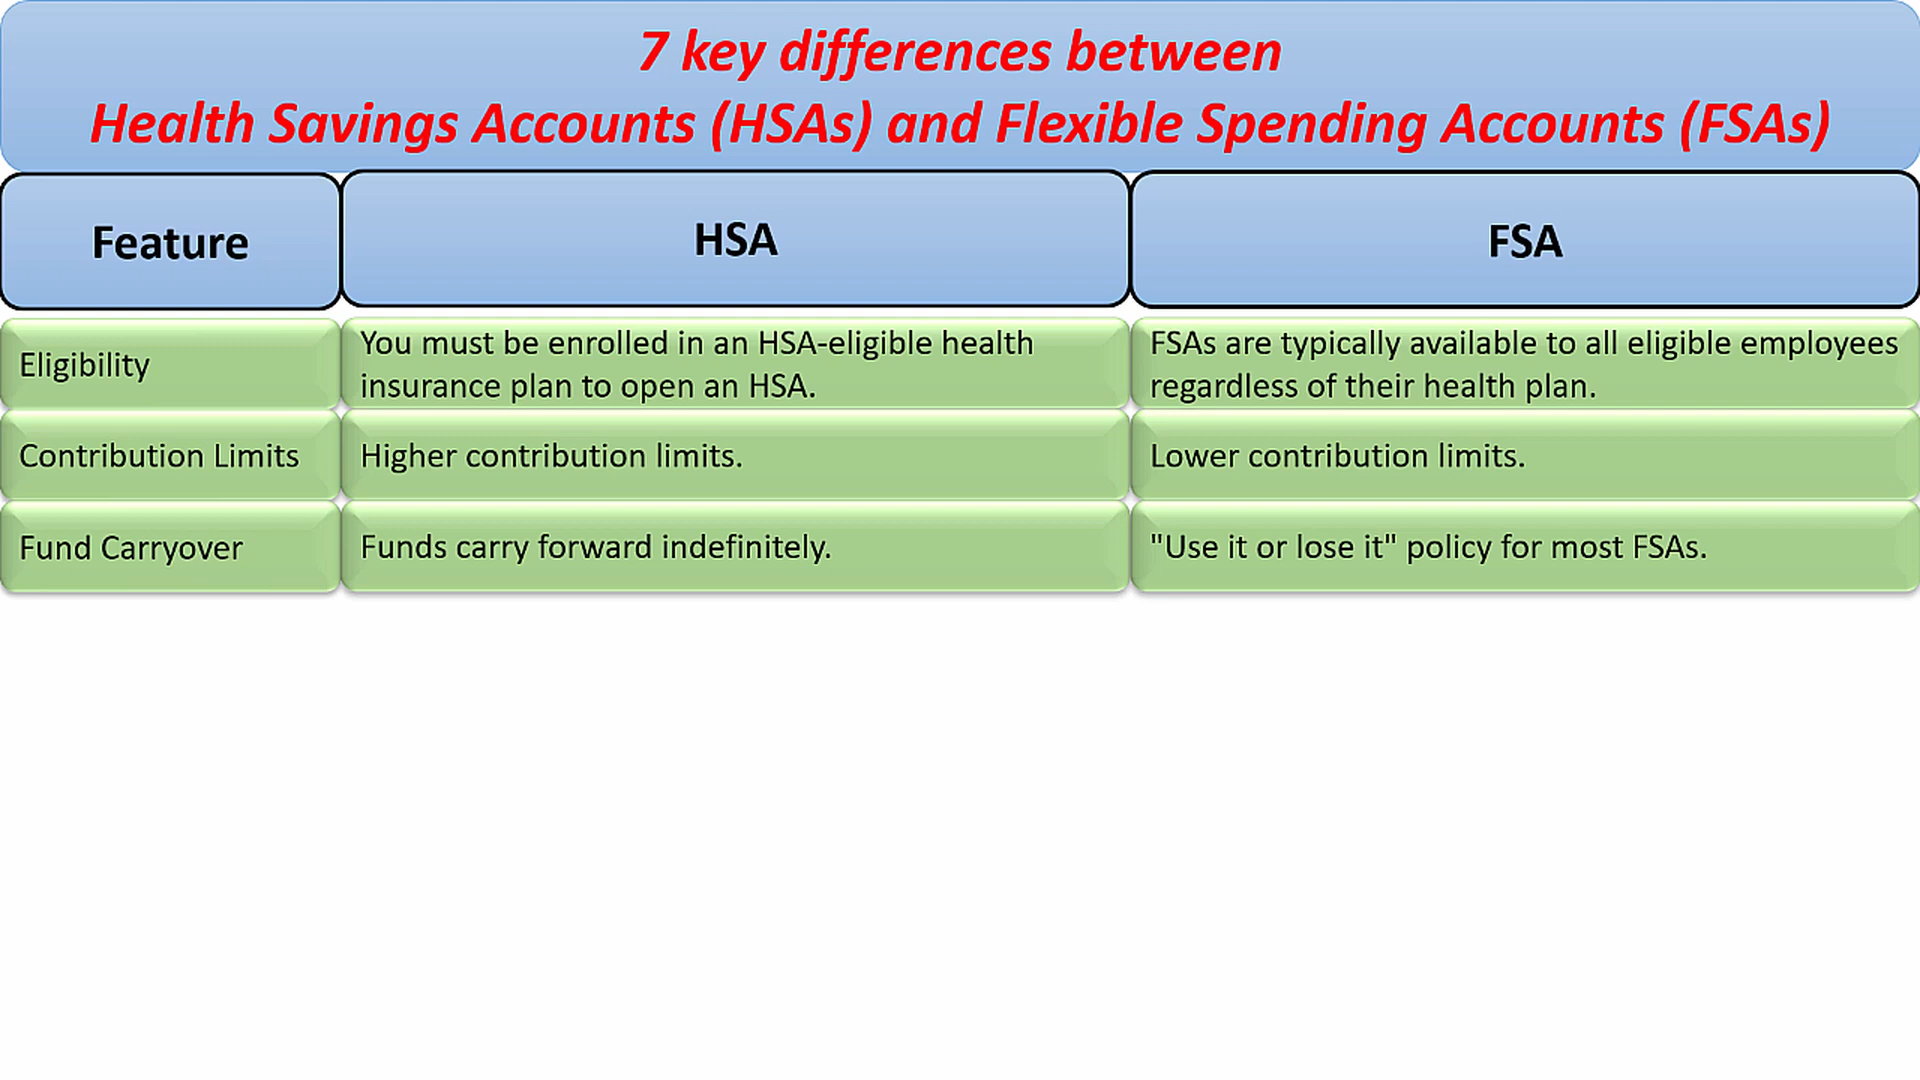 7 key differences between
Health Savings Accounts (HSAs) and Flexible Spending Accounts (FSAs)
Feature
HSA
FSA
Eligibility
You must be enrolled in an HSA-eligible health
insurance plan to open an HSA.
FSAs are typically available to all eligible employees
regardless of their health plan.
Contribution Limits
Higher contribution limits.
Lower contribution limits.
Fund Carryover
Funds carry forward indefinitely.
"Use it or lose it" policy for most FSAs.